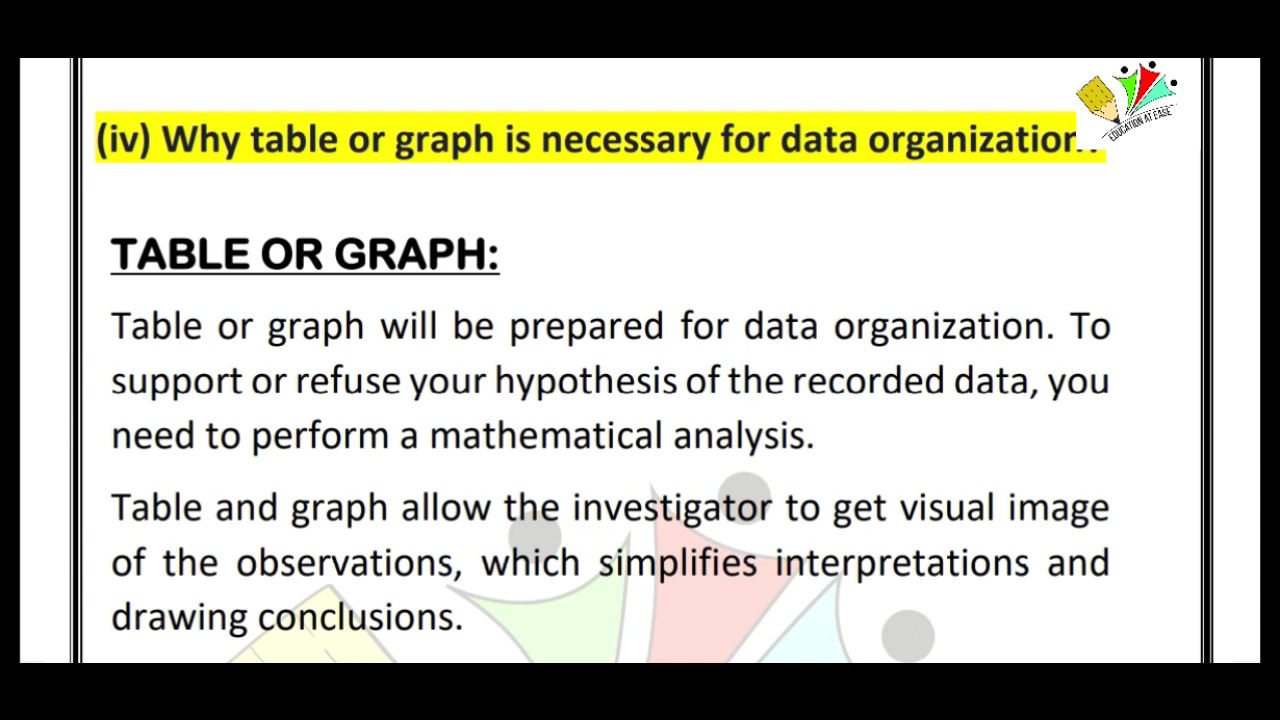 (iv) Why table or graph is necessary for data organization.
EDUCATION AT EASE
TABLE OR GRAPH:
Table or graph will be prepared for data organization. To
support or refuse your hypothesis of the recorded data, you
need to perform a mathematical analysis.
Table and graph allow the investigator to get visual image
of the observations, which simplifies interpretations and
drawing conclusions.